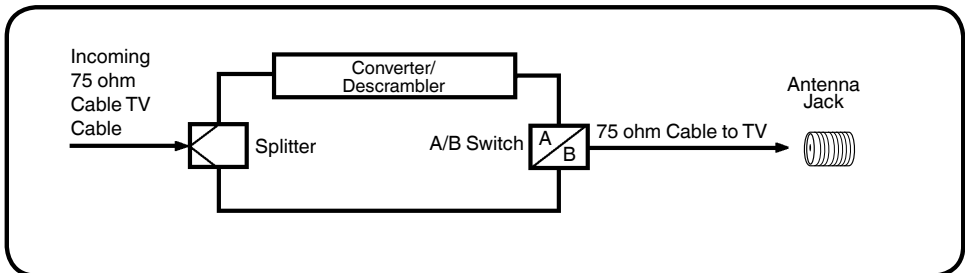 Incoming
75 ohm
Cable TV
Cable
Splitter
Converter/
Descrambler
A/B Switch
A
B
75 ohm Cable to TV
Antenna
Jack